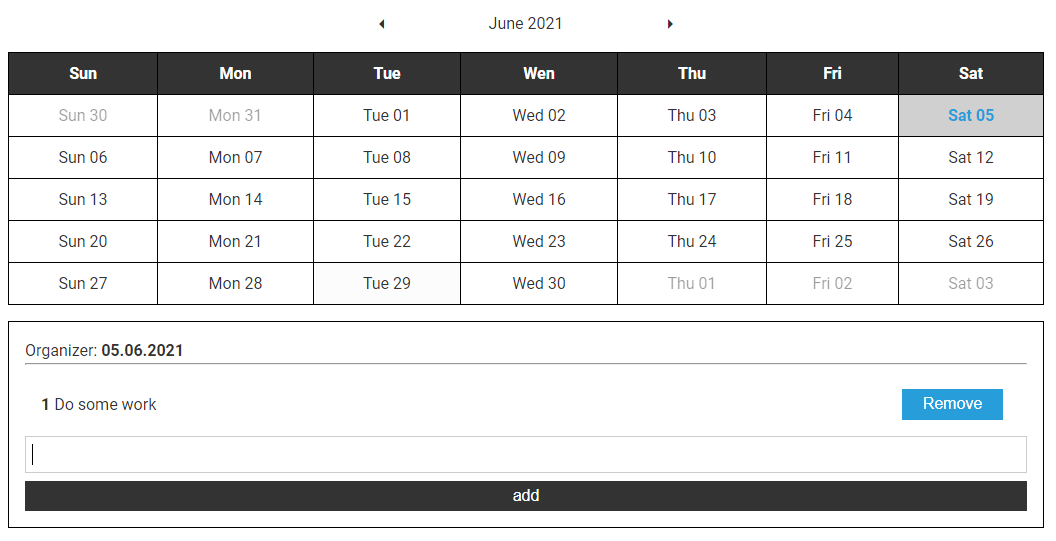 June 2021
Sun Mon Tue Wen Thu Fri Sat
Sun 30 Mon 31 Tue 01 Wed 02 Thu 03 Fri 04 Sat 05
Sun 06 Mon 07 Tue 08 Wed 09 Thu 10 Fri 11 Sat 12
Sun 13 Mon 14 Tue 15 Wed 16 Thu 17 Fri 18 Sat 19
Sun 20 Mon 21 Tue 22 Wed 23 Thu 24 Fri 25 Sat 26
Sun 27 Mon 28 Tue 29 Wed 30 Thu 01 Fri 02 Sat 03
Organizer: 05.06.2021
1 Do some work Remove
add